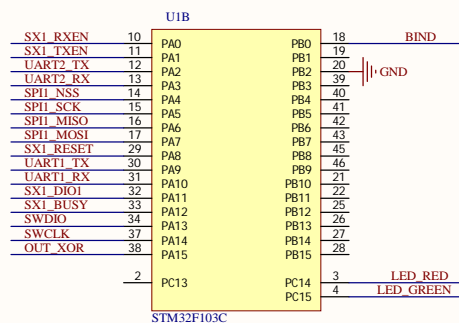 U1B
SX1_RXEN 10 PA0 PB0 18 BIND
SX1_TXEN 11 PA1 PB1 19
UART2_TX 12 PA2 PB2 20 GND
UART2_RX 13 PA3 PB3 39
SPI1_NSS 14 PA4 PB4 40
SPI1_SCK 15 PA5 PB5 41
SPI1_MISO 16 PA6 PB6 42
SPI1_MOSI 17 PA7 PB7 43
SX1_RESET 29 PA8 PB8 45
UART1_TX 30 PA9 PB9 46
UART1_RX 31 PA10 PB10 21
SX1_DIO1 32 PA11 PB11 22
SX1_BUSY 33 PA12 PB12 25
SWDIO 34 PA13 PB13 26
SWCLK 37 PA14 PB14 27
OUT_XOR 38 PA15 PB15 28
2 PC13 PC14 3 LED_RED
PC15 4 LED_GREEN
STM32F103C